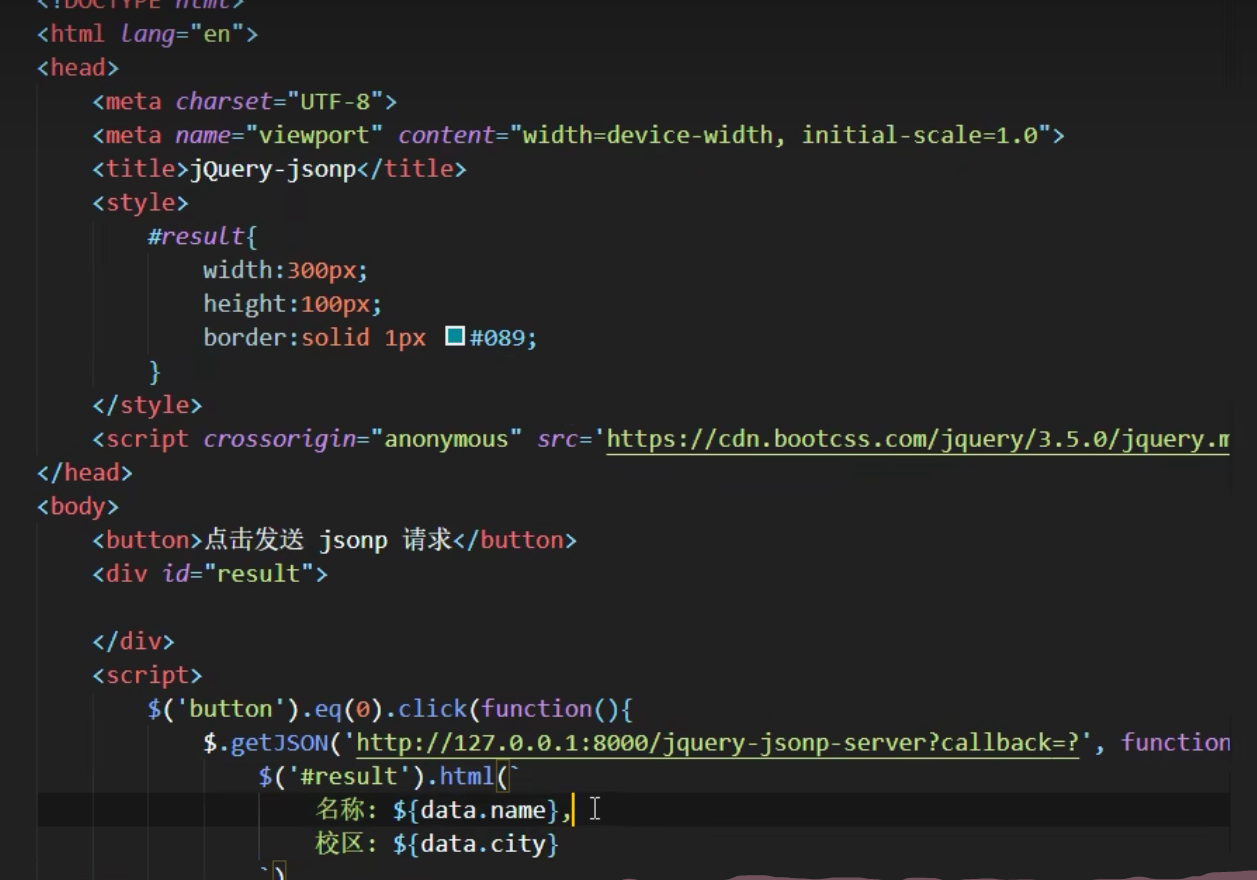 <!DOCTYPE html>
<html lang="en">
<head>
    <meta charset="UTF-8">
    <meta name="viewport" content="width=device-width, initial-scale=1.0">
    <title>jQuery-jsonp</title>
    <style>
        #result{
            width:300px;
            height:100px;
            border:solid 1px #089;
        }
    </style>
    <script crossorigin="anonymous" src='https://cdn.bootcss.com/jquery/3.5.0/jquery.m
</head>
<body>
    <button>点击发送 jsonp 请求</button>
    <div id="result">
    </div>
    <script>
        $('button').eq(0).click(function(){
            $.getJSON('http://127.0.0.1:8000/jquery-jsonp-server?callback=?', function
                $('#result').html(`
                    名称: ${data.name},
                    校区: ${data.city}
                `)